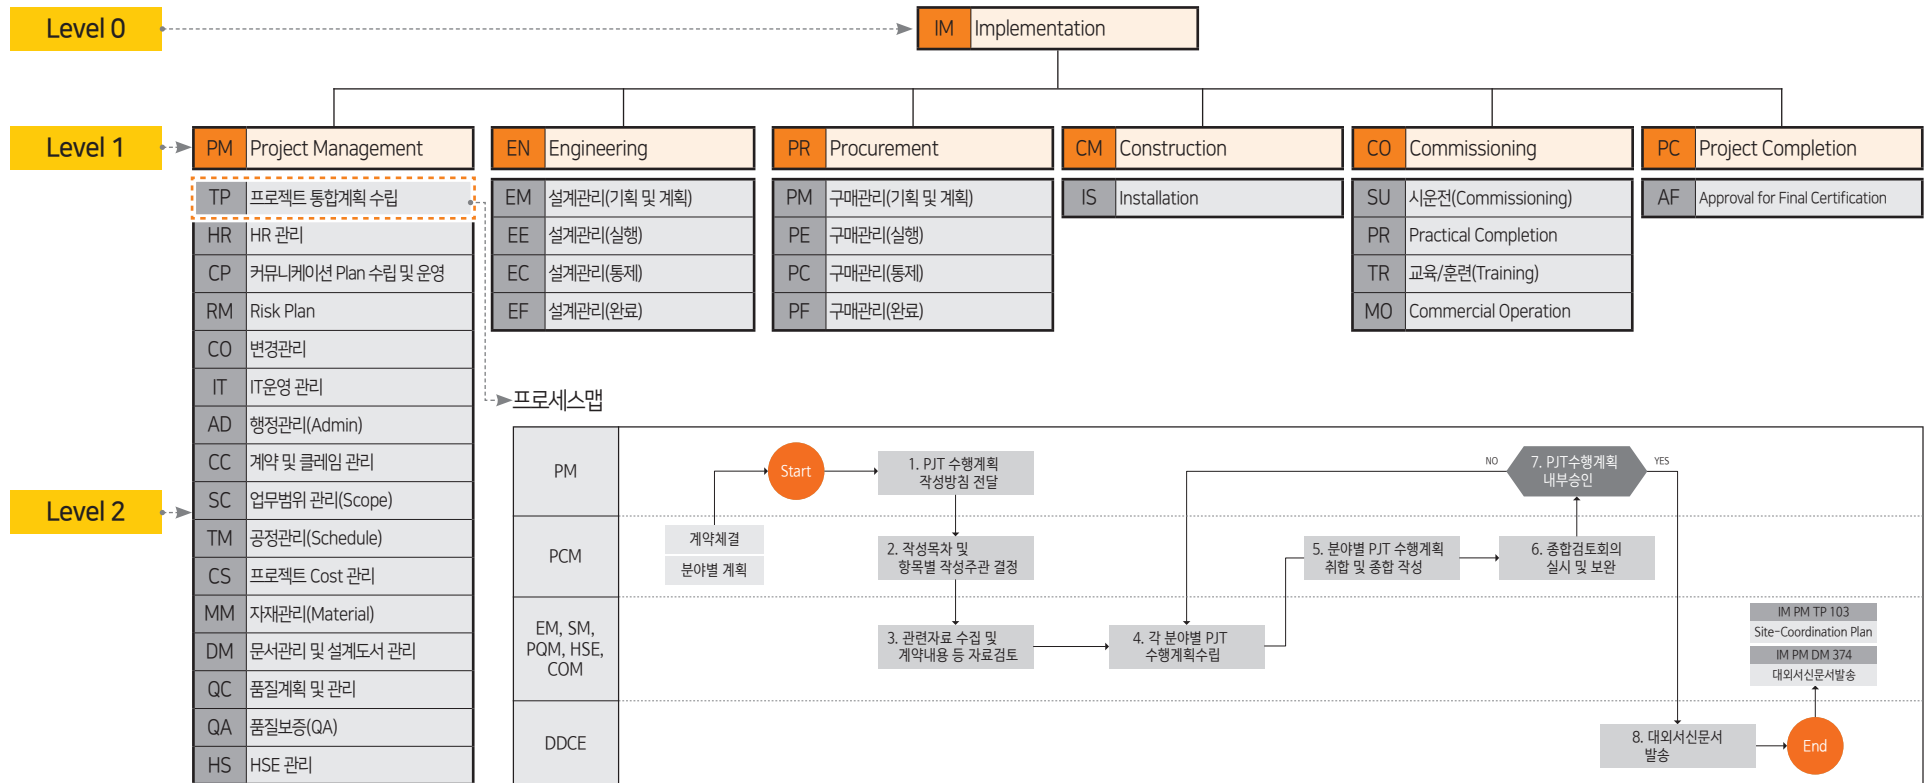 Level 0
IM Implementation
Level 1
PM Project Management
EN Engineering
PR Procurement
CM Construction
CO Commissioning
PC Project Completion
TP 프로젝트 통합계획 수립
HR HR 관리
CP 커뮤니케이션 Plan 수립 및 운영
RM Risk Plan
CO 변경관리
IT IT운영 관리
AD 행정관리(Admin)
CC 계약 및 클레임 관리
SC 업무범위 관리(Scope)
TM 공정관리(Schedule)
CS 프로젝트 Cost 관리
MM 자재관리(Material)
DM 문서관리 및 설계도서 관리
QC 품질계획 및 관리
QA 품질보증(QA)
HS HSE 관리
EM 설계관리(기획 및 계획)
EE 설계관리(실행)
EC 설계관리(통제)
EF 설계관리(완료)
PM 구매관리(기획 및 계획)
PE 구매관리(실행)
PC 구매관리(통제)
PF 구매관리(완료)
IS Installation
SU 시운전(Commissioning)
PR Practical Completion
TR 교육/훈련(Training)
MO Commercial Operation
AF Approval for Final Certification
Level 2
프로세스맵
PM
Start
1. PJT 수행계획
작성방침 전달
NO
7. PJT수행계획
내부승인
YES
PCM
계약체결
분야별 계획
2. 작성목차 및
항목별 작성주관 결정
5. 분야별 PJT 수행계획
취합 및 종합 작성
6. 종합검토회의
실시 및 보완
EM, SM,
PQM, HSE,
COM
3. 관련자료 수집 및
계약내용 등 자료검토
4. 각 분야별 PJT
수행계획수립
IM PM TP 103
Site-Coordination Plan
IM PM DM 374
대외서신문서발송
DDCE
8. 대외서신문서
발송
End